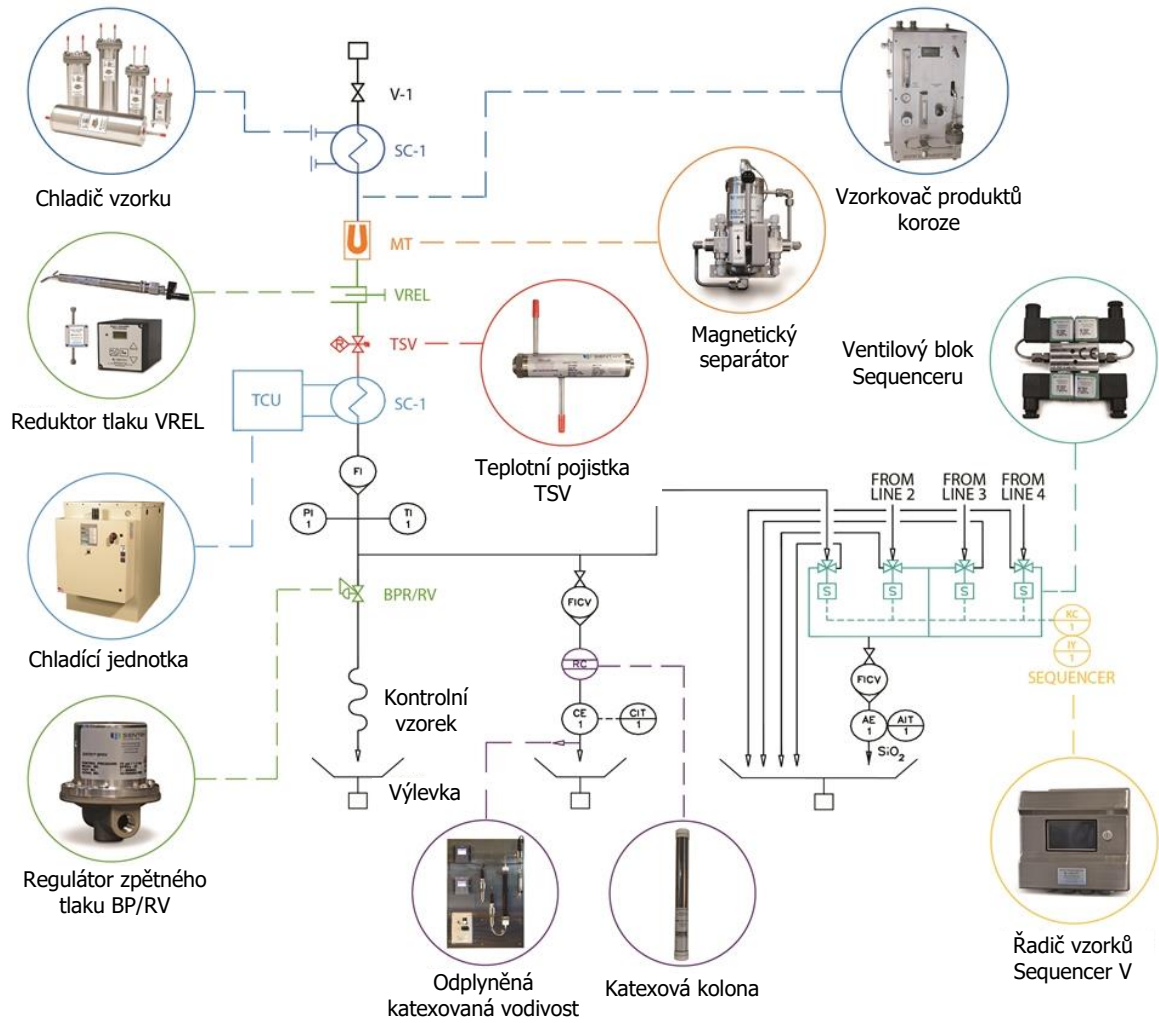 V-1
SC-1
Chladič vzorku
Vzorkovač produktů
koroze
MT
VREL
Magnetický
separátor
TSV
Ventilový blok
Sequenceru
Reduktor tlaku VREL
TCU
SC-1
Teplotní pojistka
TSV
FI
FROM
LINE 2
FROM
LINE 3
FROM
LINE 4
PI
1
TI
1
BPR/RV
FICV
S
S
S
S
KC
1
IY
1
SEQUENCER
Chladící jednotka
RC
FICV
Kontrolní
vzorek
CE
1
CIT
1
AE
1
AIT
1
SiO2
Výlevka
SENTRY
Regulátor zpětného
tlaku BP/RV
Odplyněná
katexovaná vodivost
Katexová kolona
Řadič vzorků
Sequencer V
R